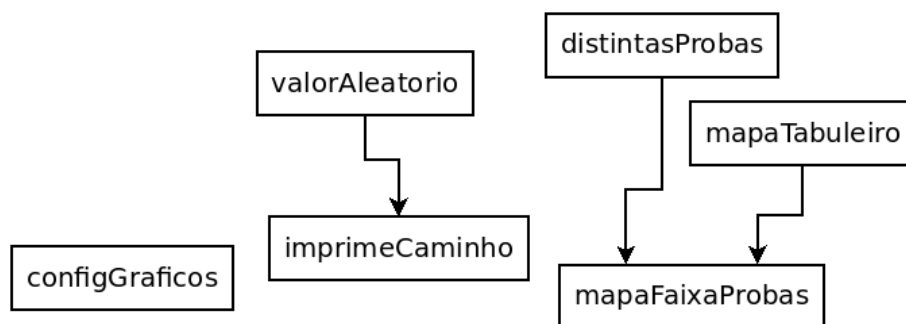 distintasProbas
valorAleatorio
mapaTabuleiro
imprimeCaminho
configGraficos
mapaFaixaProbas